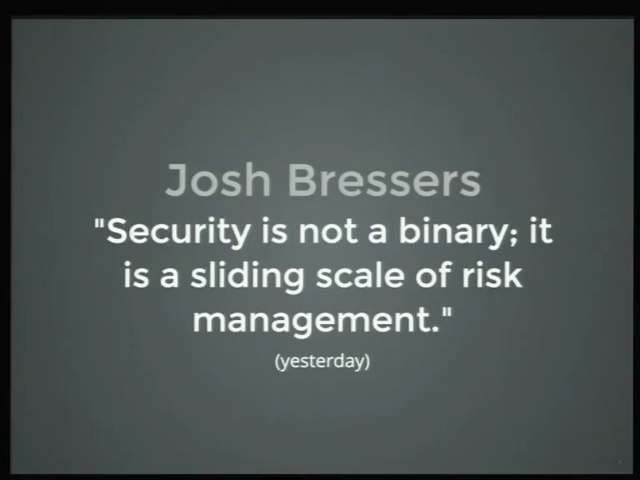 Josh Bressers
"Security is not a binary; it
is a sliding scale of risk
management."
(yesterday)